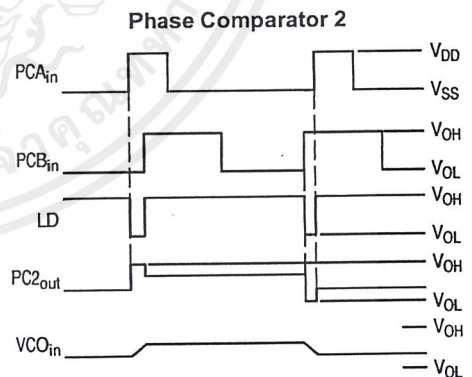 Phase Comparator 2
PCAin
VDD
VSS
PCBin
VOH
VOL
LD
VOH
VOL
PC2out
VOH
VOL
VCOin
VOH
VOL